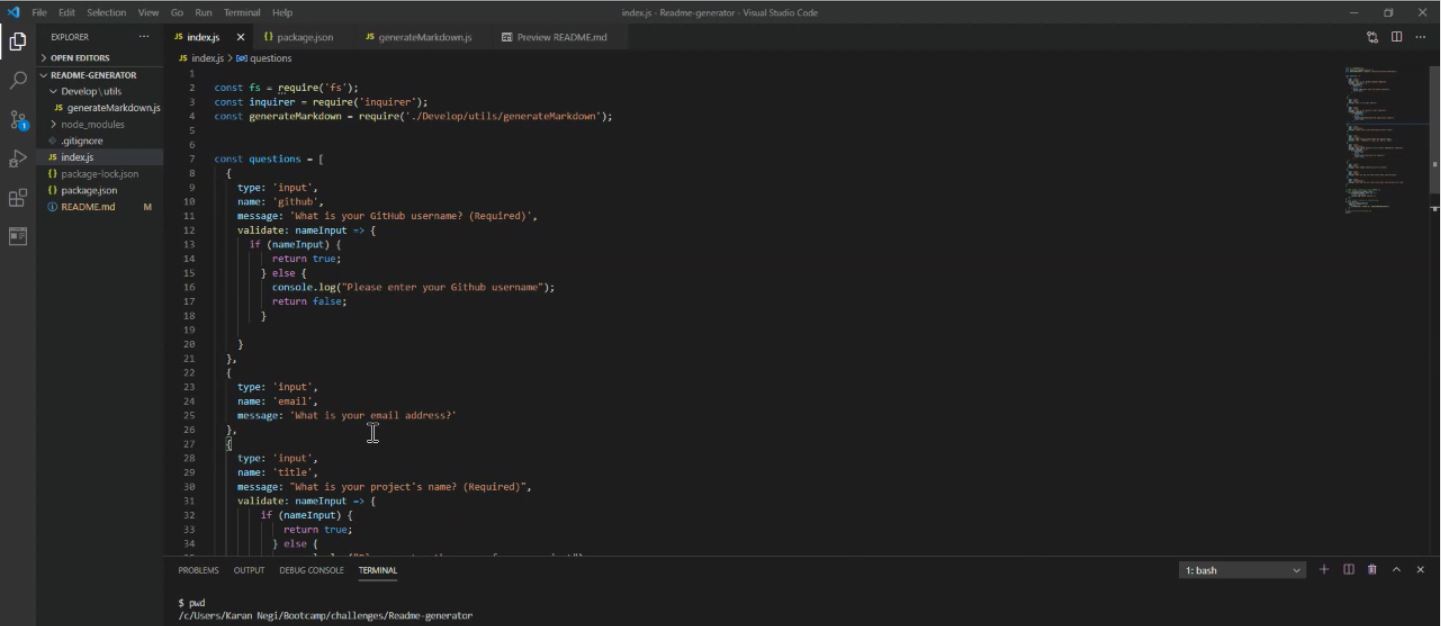 File Edit Selection View Go Run Terminal Help index.js - Readme-generator - Visual Studio Code
EXPLORER ···
OPEN EDITORS
README-GENERATOR
Develop \ utils
JS generateMarkdown.js
node_modules
.gitignore
JS index.js
{} package-lock.json
{} package.json
README.md M
1
JS index.js {} package.json JS generateMarkdown.js Preview README.md
JS index.js > questions
1
2 const fs = require('fs');
3 const inquirer = require('inquirer');
4 const generateMarkdown = require('./Develop/utils/generateMarkdown');
5
6
7 const questions = [
8 {
9 type: 'input',
10 name: 'github',
11 message: 'What is your GitHub username? (Required)',
12 validate: nameInput => {
13 if (nameInput) {
14 return true;
15 } else {
16 console.log("Please enter your Github username");
17 return false;
18 }
19
20 }
21 },
22 {
23 type: 'input',
24 name: 'email',
25 message: 'What is your email address?'
26 },
27 {
28 type: 'input',
29 name: 'title',
30 message: "What is your project's name? (Required)",
31 validate: nameInput => {
32 if (nameInput) {
33 return true;
34 } else {
PROBLEMS OUTPUT DEBUG CONSOLE TERMINAL 1: bash
$ pwd
/c/Users/Karan Negi/Bootcamp/challenges/Readme-generator